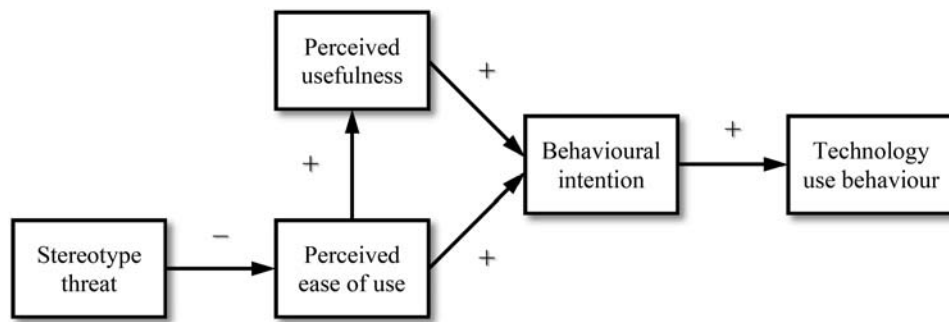 Perceived
usefulness
+
+
Behavioural
intention
+
Technology
use behaviour
Stereotype
threat
−
Perceived
ease of use
+